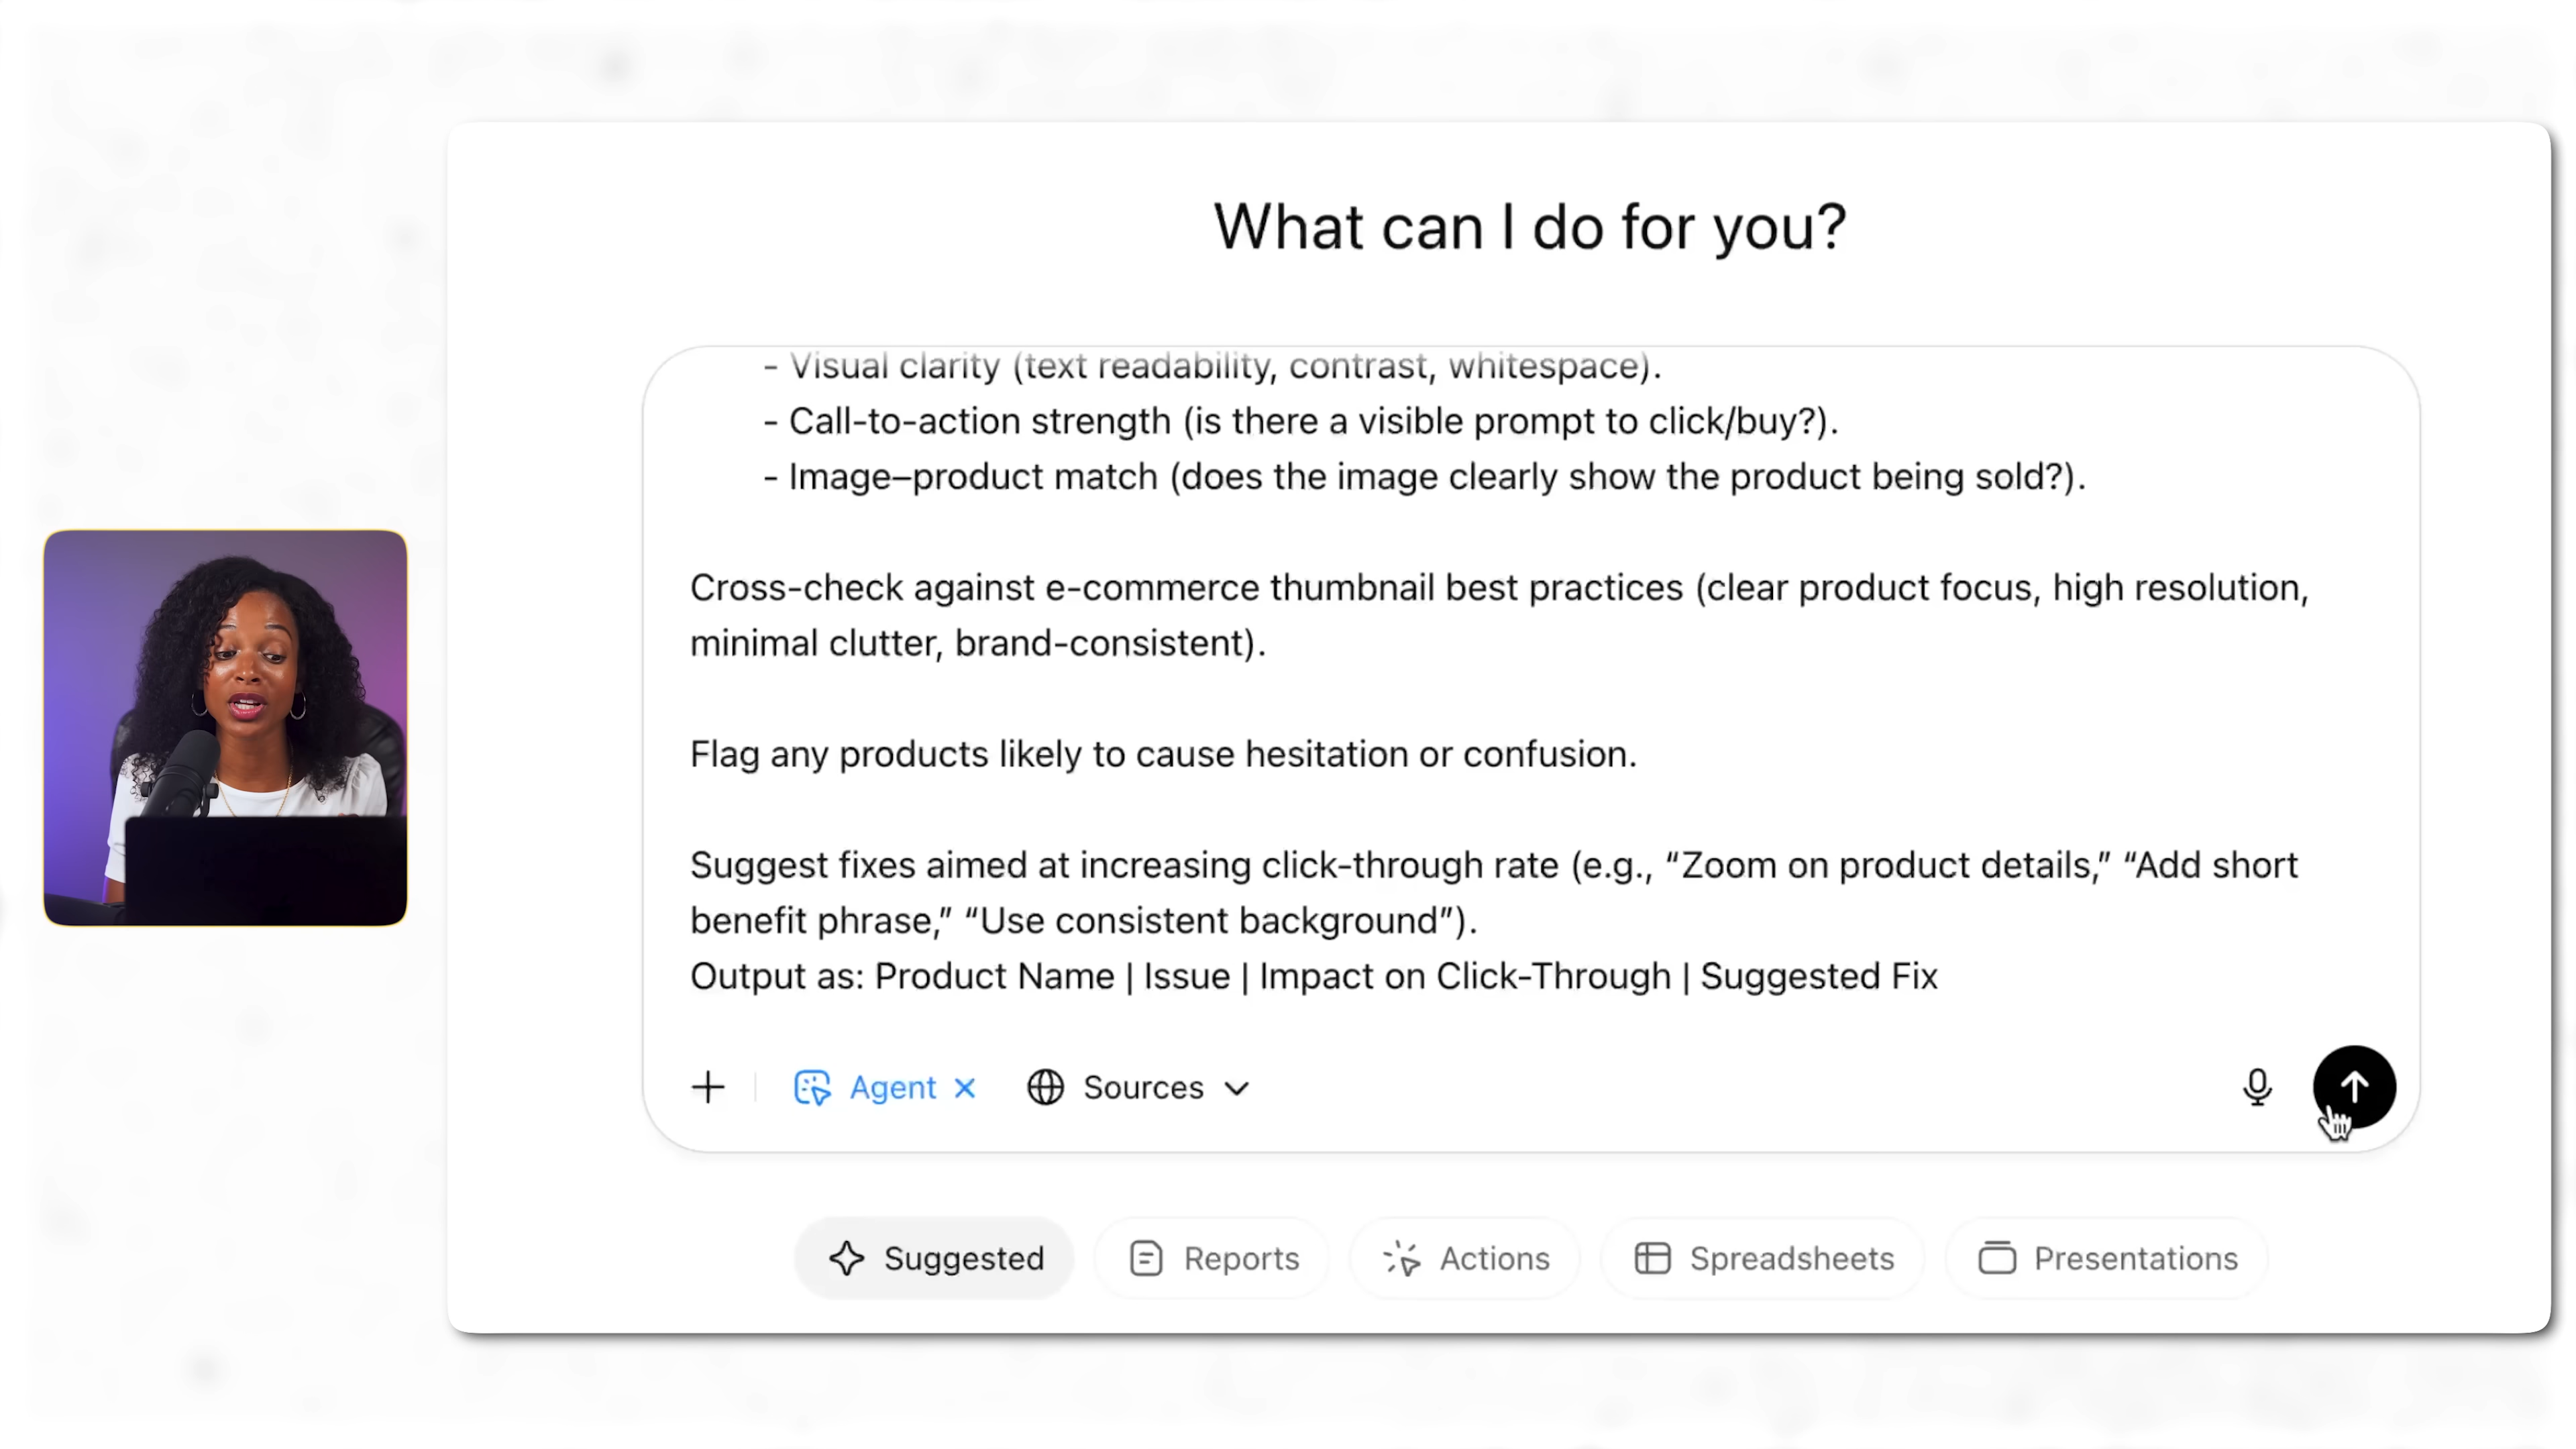 What can I do for you?
- Visual clarity (text readability, contrast, whitespace).
- Call-to-action strength (is there a visible prompt to click/buy?).
- Image–product match (does the image clearly show the product being sold?).
Cross-check against e-commerce thumbnail best practices (clear product focus, high resolution,
minimal clutter, brand-consistent).
Flag any products likely to cause hesitation or confusion.
Suggest fixes aimed at increasing click-through rate (e.g., “Zoom on product details,” “Add short
benefit phrase,” “Use consistent background”).
Output as: Product Name | Issue | Impact on Click-Through | Suggested Fix
Agent Sources
Suggested Reports Actions Spreadsheets Presentations